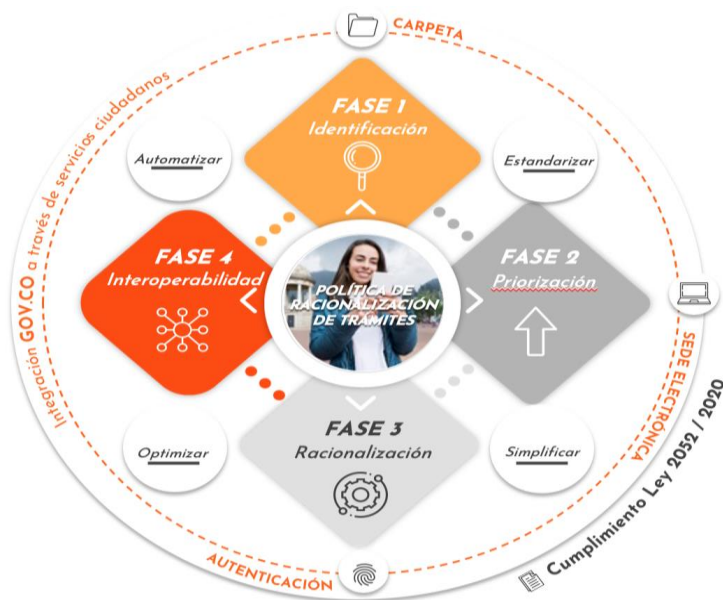 CARPETA
Integración GOV.CO a través de servicios ciudadanos
FASE 1
Identificación
Automatizar
Estandarizar
FASE 4
Interoperabilidad
POLÍTICA DE
RACIONALIZACIÓN
DE TRÁMITES
FASE 2
Priorización
SEDE ELECTRÓNICA
FASE 3
Racionalización
Optimizar
Simplificar
AUTENTICACIÓN
Cumplimiento Ley 2052 / 2020